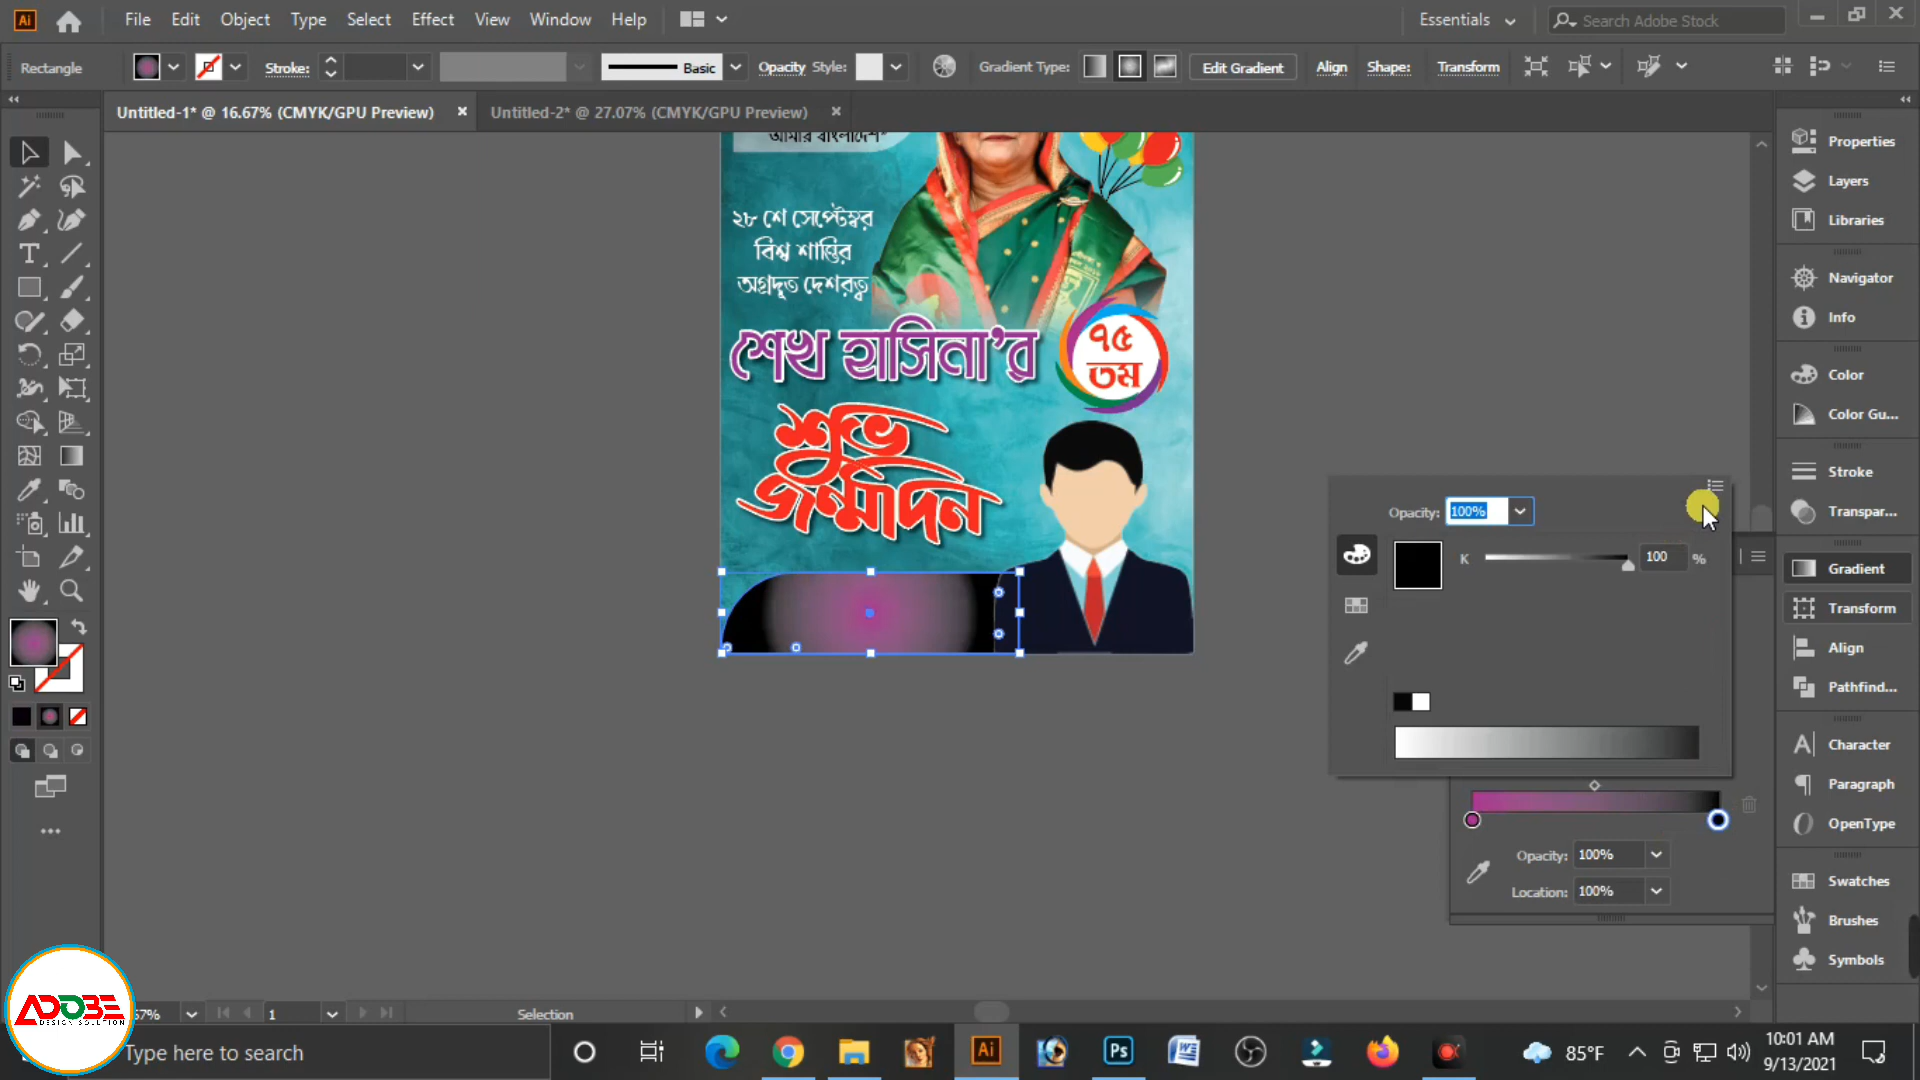 Ai File Edit Object Type Select Effect View Window Help Essentials Search Adobe Stock
Rectangle Stroke: Basic Opacity Style: Gradient Type: Edit Gradient Align Shape: Transform
Untitled-1* @ 16.67% (CMYK/GPU Preview) × Untitled-2* @ 27.07% (CMYK/GPU Preview) ×
আমার বাংলাদেশ"
২৮ শে সেপ্টেম্বর
বিশ্ব শান্তির
অগ্রদূত দেশরত্ন
শেখ হাসিনা'র
৭৫
তম
শুভ
জন্মদিন
Opacity: 100%
K 100 %
Opacity: 100%
Location: 100%
Properties
Layers
Libraries
Navigator
Info
Color
Color Gu...
Stroke
Transpar...
Gradient
Transform
Align
Pathfind...
Character
Paragraph
OpenType
Swatches
Brushes
Symbols
1 Selection
ADOBE
DESIGN SOLUTION
Type here to search
Ai Ps
85°F
10:01 AM
9/13/2021